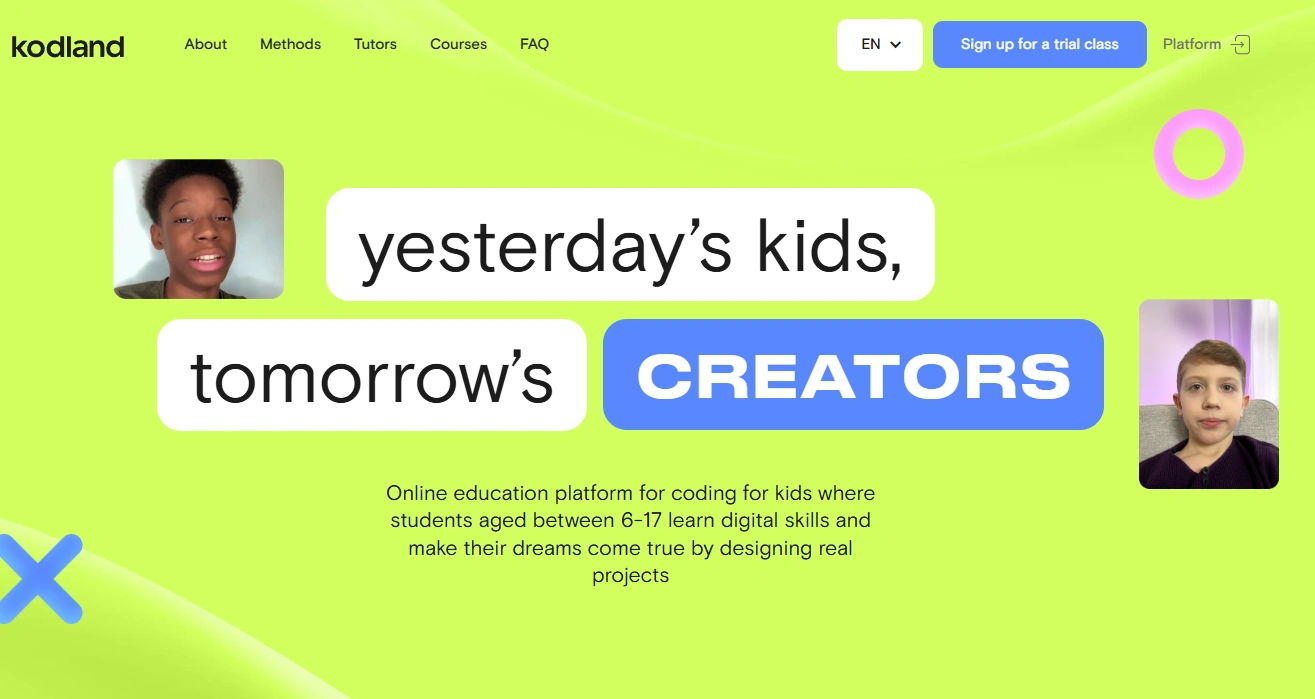 kodland
About
Methods
Tutors
Courses
FAQ
EN
Sign up for a trial class
Platform
yesterday’s kids,
tomorrow’s
CREATORS
Online education platform for coding for kids where
students aged between 6-17 learn digital skills and
make their dreams come true by designing real
projects